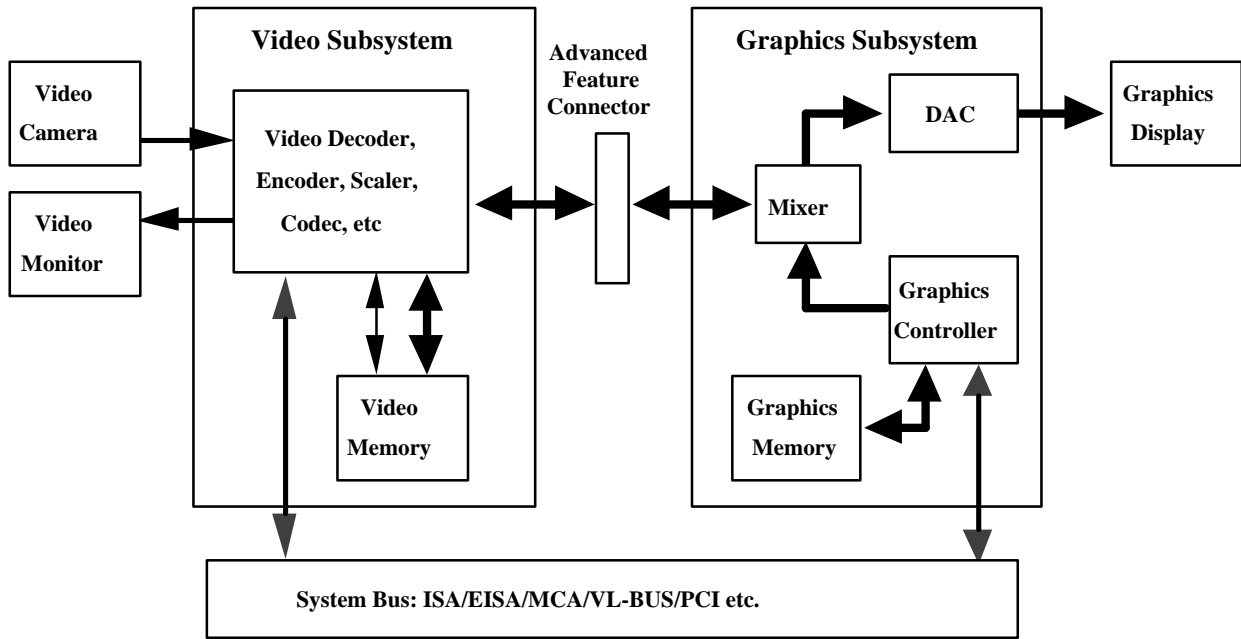 Video Subsystem
Graphics Subsystem
Advanced
Feature
Connector
Video
Camera
Video Decoder,
Encoder, Scaler,
Codec, etc
DAC
Graphics
Display
Video
Monitor
Mixer
Graphics
Controller
Video
Memory
Graphics
Memory
System Bus: ISA/EISA/MCA/VL-BUS/PCI etc.